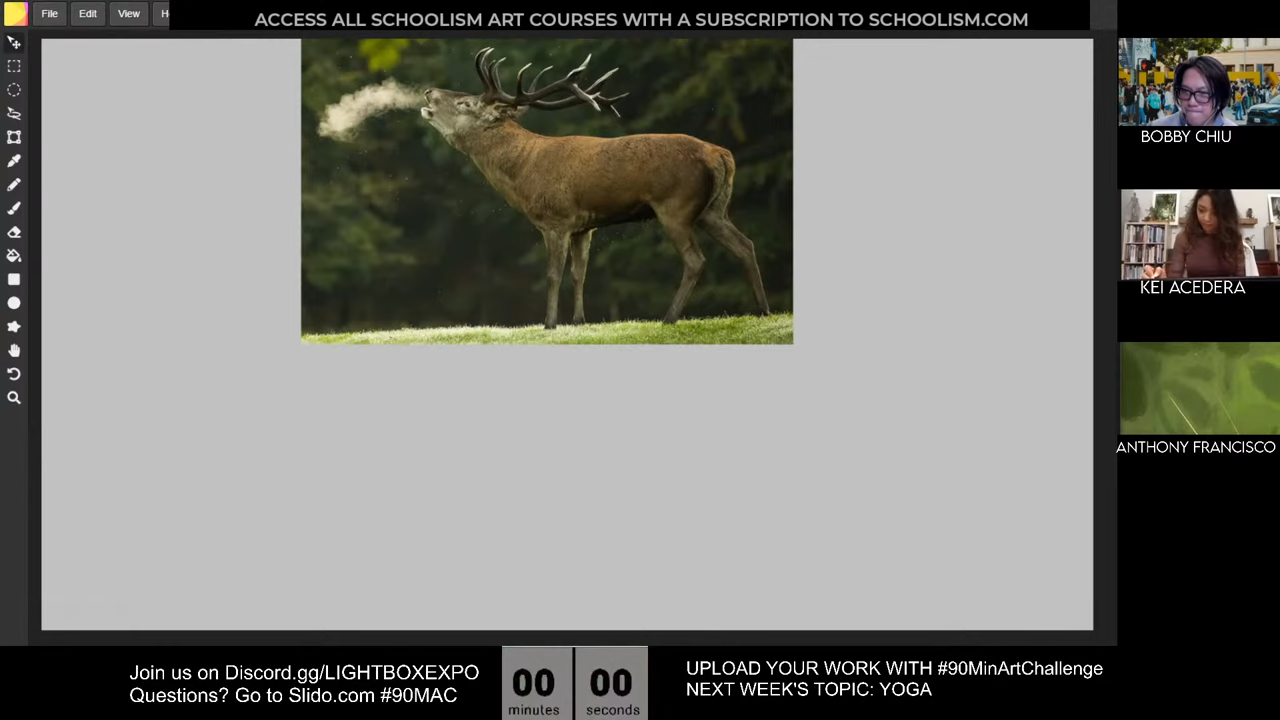 ACCESS ALL SCHOOLISM ART COURSES WITH A SUBSCRIPTION TO SCHOOLISM.COM
File
Edit
View
BOBBY CHIU
KEI ACEDERA
ANTHONY FRANCISCO
Join us on Discord.gg/LIGHTBOXEXPO
Questions? Go to Slido.com #90MAC
00
minutes
00
seconds
UPLOAD YOUR WORK WITH #90MinArtChallenge
NEXT WEEK'S TOPIC: YOGA